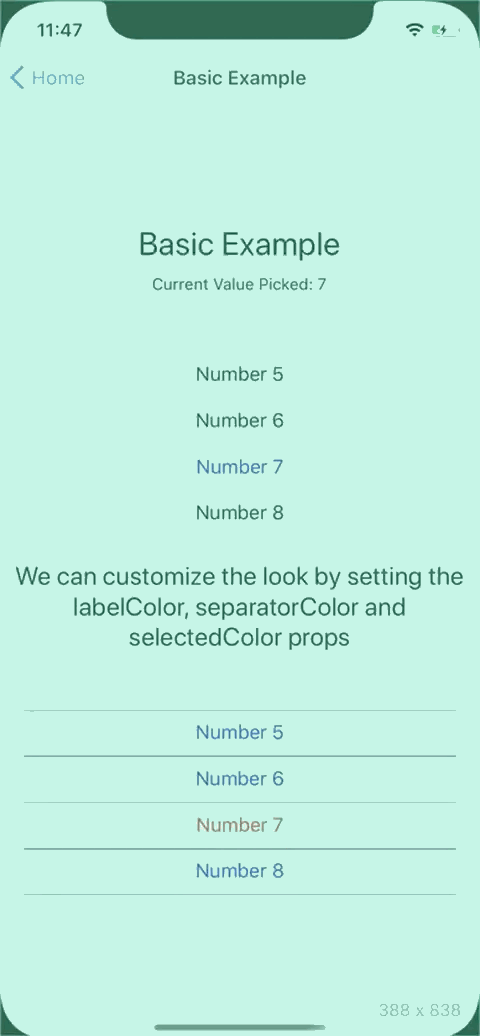 11:47
Home
Basic Example
Basic Example
Current Value Picked: 7
Number 5
Number 6
Number 7
Number 8
We can customize the look by setting the
labelColor, separatorColor and
selectedColor props
Number 5
Number 6
Number 7
Number 8
388 x 838